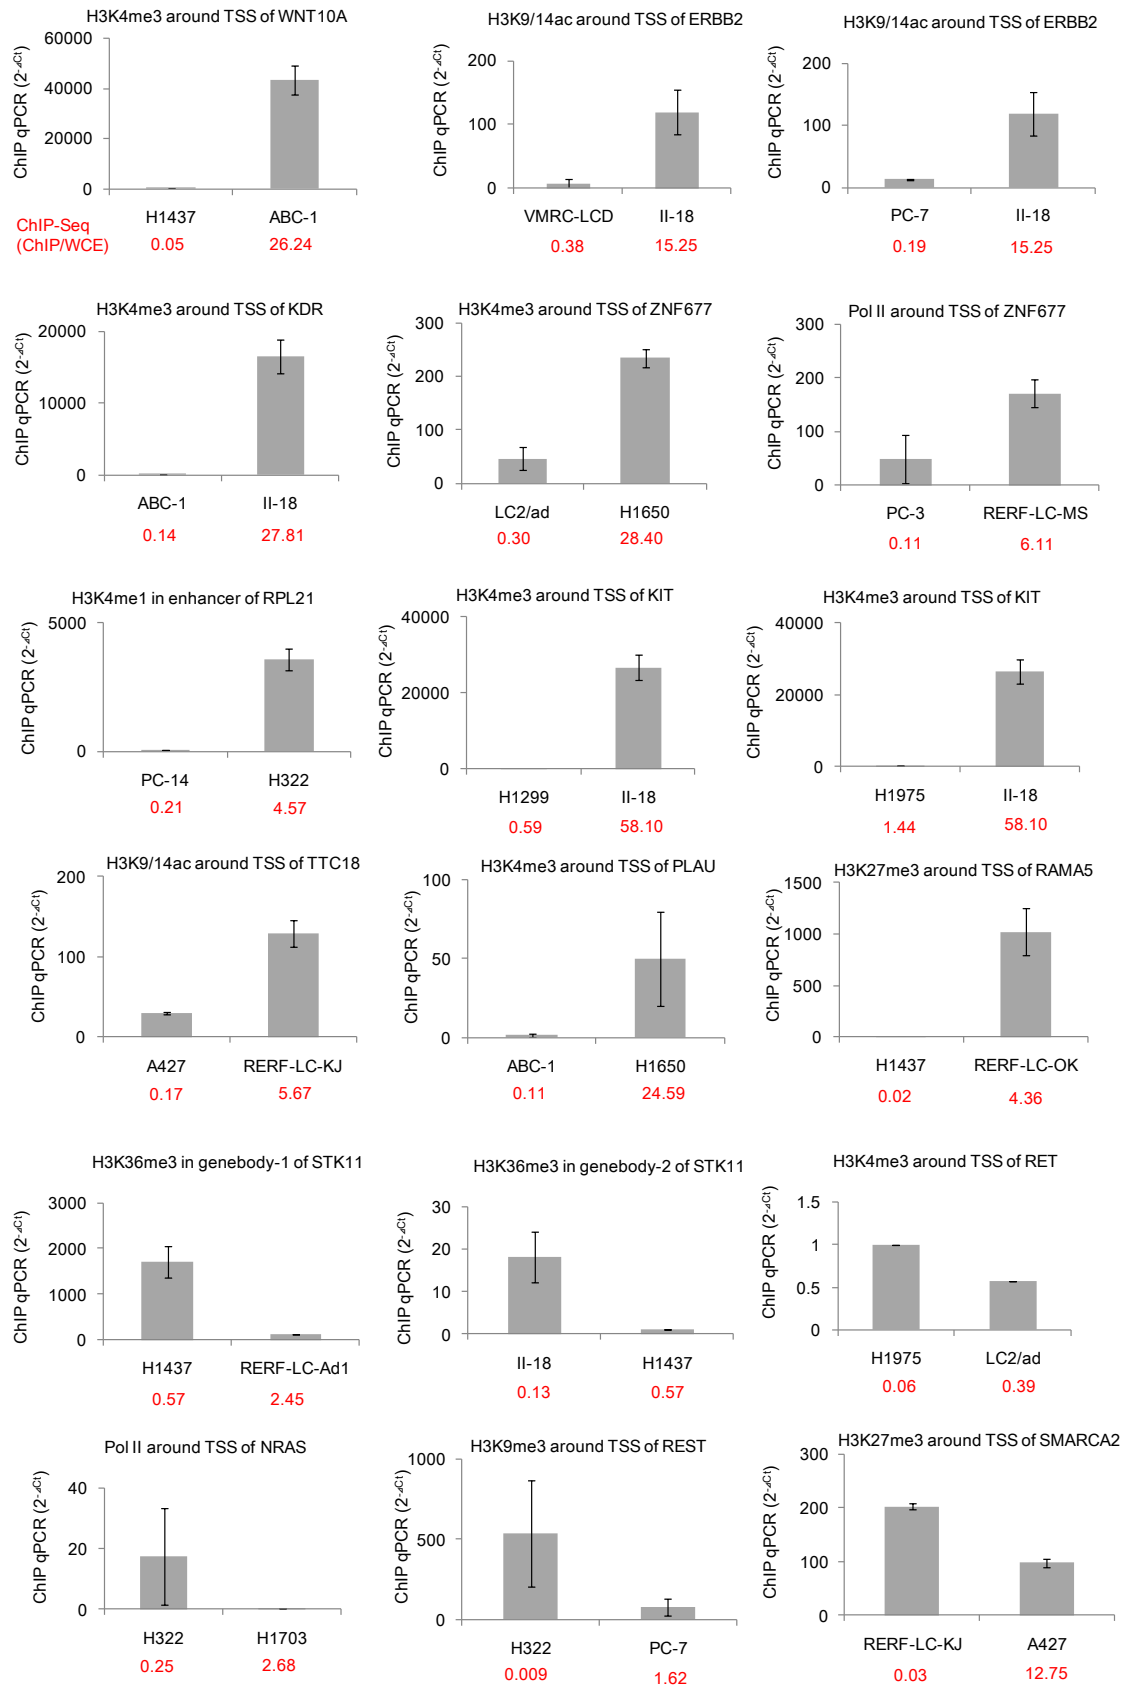 H3K4me3 around TSS of WNT10A
ChIP qPCR (2-⊿Ct)
60000
40000
20000
0
H1437 ABC-1
ChIP-Seq
(ChIP/WCE) 0.05 26.24
H3K9/14ac around TSS of ERBB2
ChIP qPCR (2-⊿Ct)
200
100
0
VMRC-LCD II-18
0.38 15.25
H3K9/14ac around TSS of ERBB2
ChIP qPCR (2-⊿Ct)
200
100
0
PC-7 II-18
0.19 15.25
H3K4me3 around TSS of KDR
ChIP qPCR (2-⊿Ct)
20000
10000
0
ABC-1 II-18
0.14 27.81
H3K4me3 around TSS of ZNF677
ChIP qPCR (2-⊿Ct)
300
200
100
0
LC2/ad H1650
0.30 28.40
Pol II around TSS of ZNF677
ChIP qPCR (2-⊿Ct)
300
200
100
0
PC-3 RERF-LC-MS
0.11 6.11
H3K4me1 in enhancer of RPL21
ChIP qPCR (2-⊿Ct)
5000
0
PC-14 H322
0.21 4.57
H3K4me3 around TSS of KIT
ChIP qPCR (2-⊿Ct)
40000
20000
0
H1299 II-18
0.59 58.10
H3K4me3 around TSS of KIT
ChIP qPCR (2-⊿Ct)
40000
20000
0
H1975 II-18
1.44 58.10
H3K9/14ac around TSS of TTC18
ChIP qPCR (2-⊿Ct)
200
100
0
A427 RERF-LC-KJ
0.17 5.67
H3K4me3 around TSS of PLAU
ChIP qPCR (2-⊿Ct)
100
50
0
ABC-1 H1650
0.11 24.59
H3K27me3 around TSS of RAMA5
ChIP qPCR (2-⊿Ct)
1500
1000
500
0
H1437 RERF-LC-OK
0.02 4.36
H3K36me3 in genebody-1 of STK11
ChIP qPCR (2-⊿Ct)
3000
2000
1000
0
H1437 RERF-LC-Ad1
0.57 2.45
H3K36me3 in genebody-2 of STK11
ChIP qPCR (2-⊿Ct)
30
20
10
0
II-18 H1437
0.13 0.57
H3K4me3 around TSS of RET
ChIP qPCR (2-⊿Ct)
1.5
1
0.5
0
H1975 LC2/ad
0.06 0.39
Pol II around TSS of NRAS
ChIP qPCR (2-⊿Ct)
40
20
0
H322 H1703
0.25 2.68
H3K9me3 around TSS of REST
ChIP qPCR (2-⊿Ct)
1000
500
0
H322 PC-7
0.009 1.62
H3K27me3 around TSS of SMARCA2
ChIP qPCR (2-⊿Ct)
300
200
100
0
RERF-LC-KJ A427
0.03 12.75